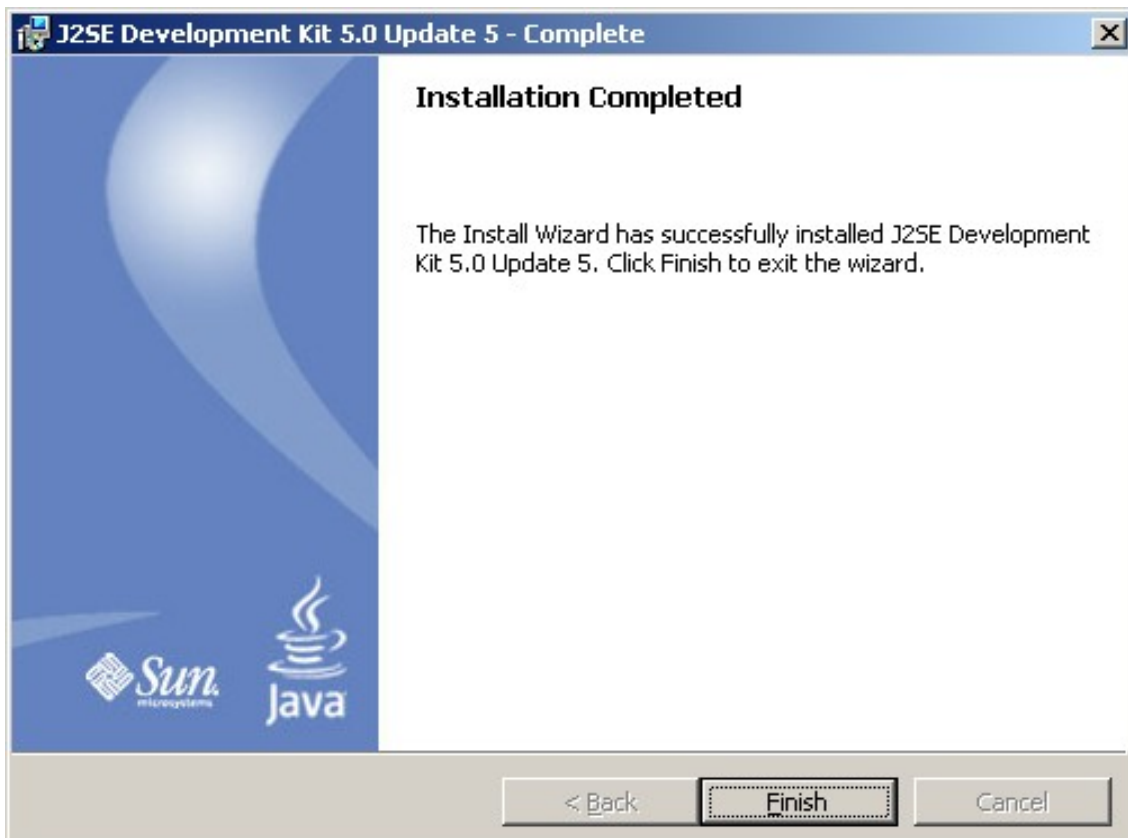 J2SE Development Kit 5.0 Update 5 - Complete
Installation Completed
The Install Wizard has successfully installed J2SE Development
Kit 5.0 Update 5. Click Finish to exit the wizard.
Sun
microsystems
Java
< Back
Finish
Cancel